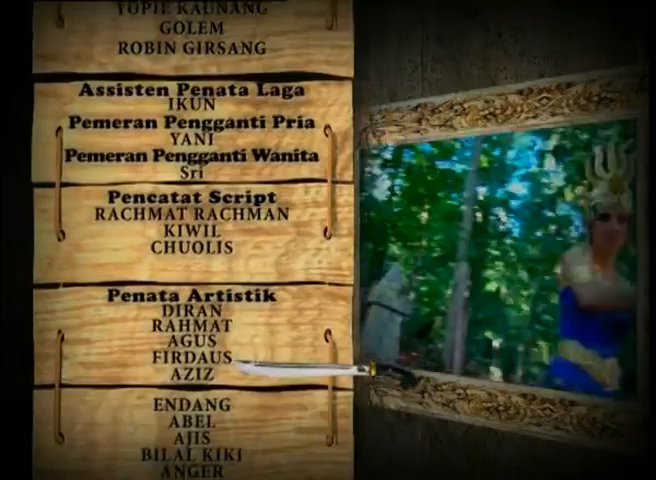 YOPIE KAUNANG
GOLEM
ROBIN GIRSANG
Assisten Penata Laga
IKUN
Pemeran Pengganti Pria
YANI
Pemeran Pengganti Wanita
Sri
Pencatat Script
RACHMAT RACHMAN
KIWIL
CHUOLIS
Penata Artistik
DIRAN
RAHMAT
AGUS
FIRDAUS
AZIZ
ENDANG
ABEL
AJIS
BILAL KIKI
ANGER